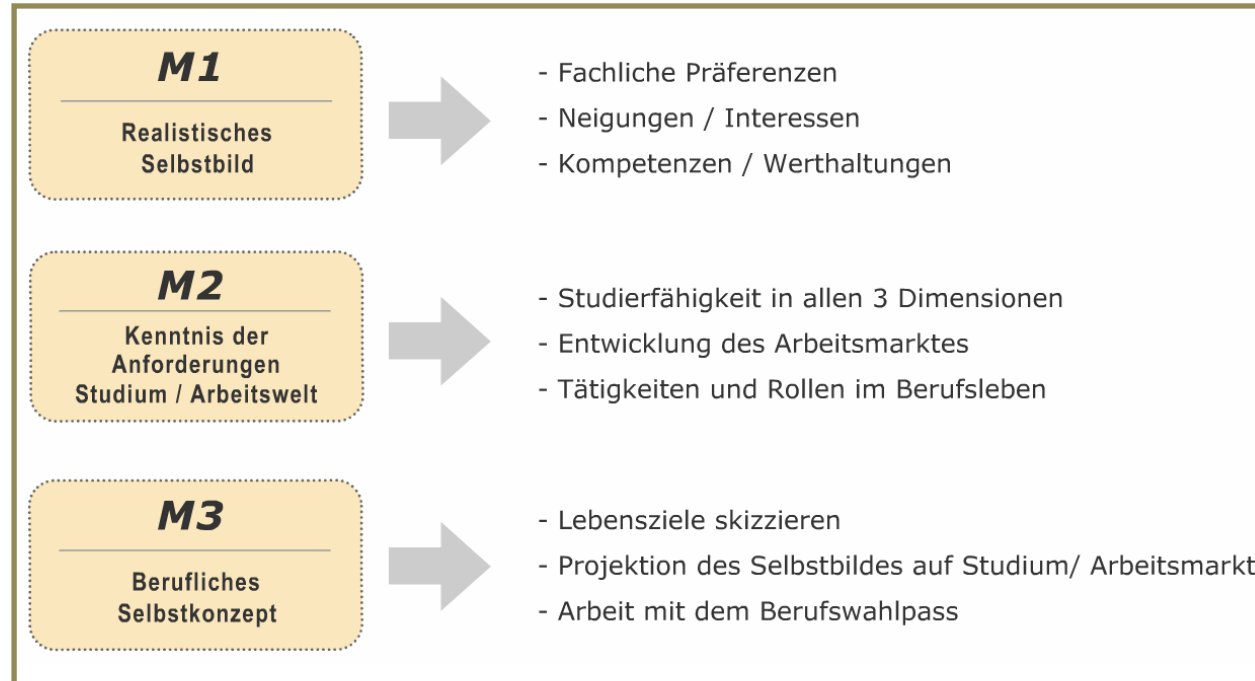 M1
Realistisches
Selbstbild
- Fachliche Präferenzen
- Neigungen / Interessen
- Kompetenzen / Werthaltungen
M2
Kenntnis der
Anforderungen
Studium / Arbeitswelt
- Studierfähigkeit in allen 3 Dimensionen
- Entwicklung des Arbeitsmarktes
- Tätigkeiten und Rollen im Berufsleben
M3
Berufliches
Selbstkonzept
- Lebensziele skizzieren
- Projektion des Selbstbildes auf Studium/ Arbeitsmarkt
- Arbeit mit dem Berufswahlpass